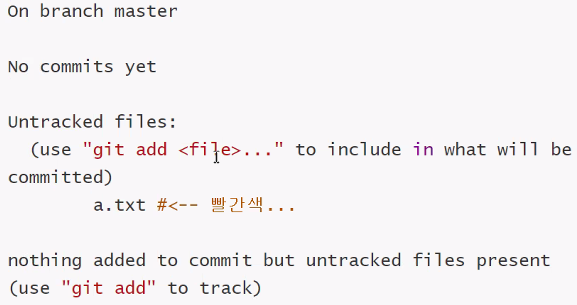 On branch master
No commits yet
Untracked files:
(use "git add <file>..." to include in what will be
committed)
a.txt #<-- 빨간색...
nothing added to commit but untracked files present
(use "git add" to track)